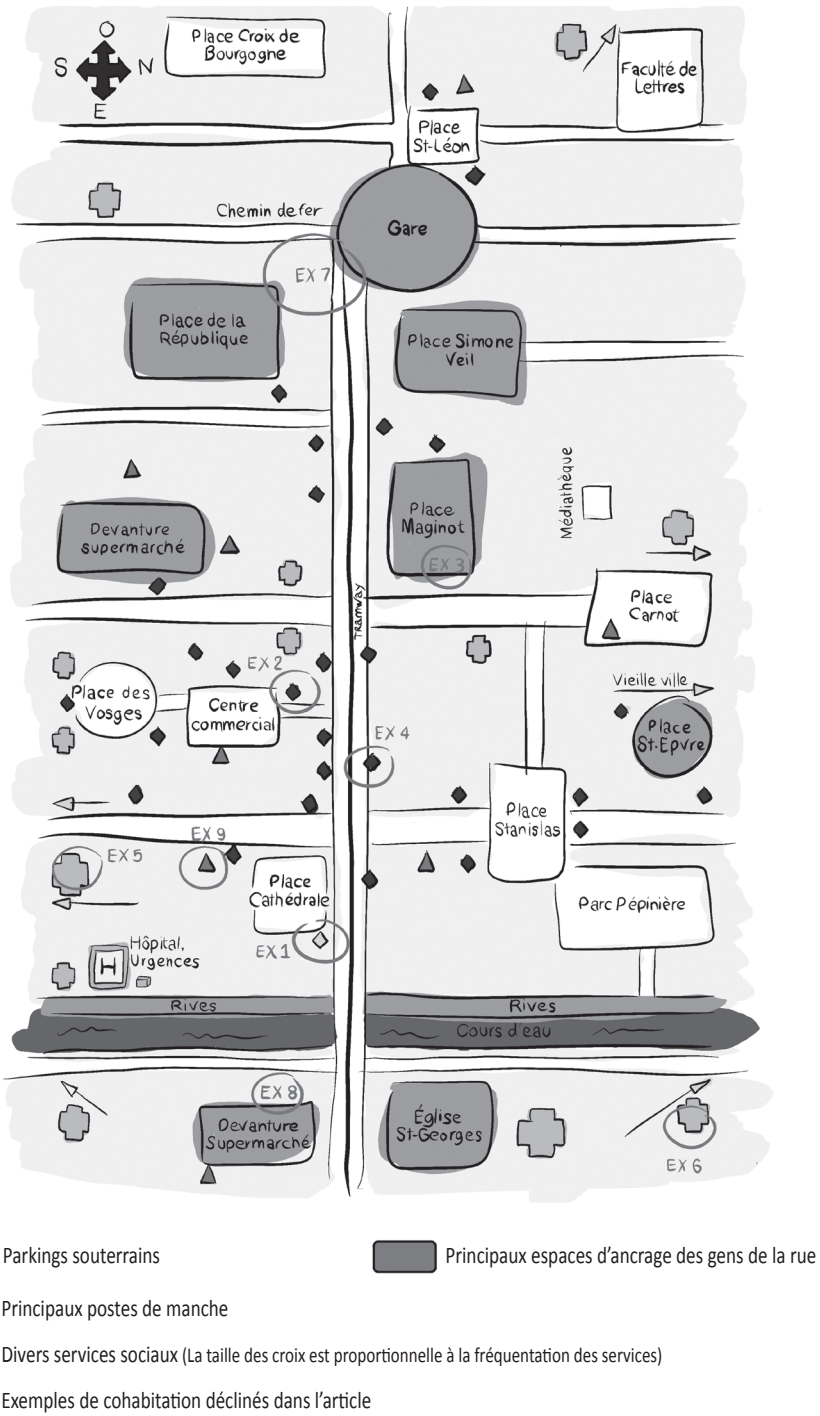 O
S
N
E
Place Croix de
Bourgogne
Faculté de
Lettres
Place
St-Léon
Chemin de fer
Gare
EX 7
Place de la
République
Place Simone
Veil
Médiathèque
Place
Maginot
EX 3
Devanture
supermarché
TRamway
Place
Carnot
EX 2
Vieille ville
Place des
Vosges
Centre
commercial
EX 4
Place
St-Epvre
Place
Stanislas
EX 9
EX 5
Place
Cathédrale
Parc Pépinière
EX 1
Hôpital,
Urgences
H
Rives
Rives
Cours d'eau
EX 8
Devanture
Supermarché
Église
St-Georges
EX 6
Parkings souterrains
Principaux espaces d’ancrage des gens de la rue
Principaux postes de manche
Divers services sociaux (La taille des croix est proportionnelle à la fréquentation des services)
Exemples de cohabitation déclinés dans l’article